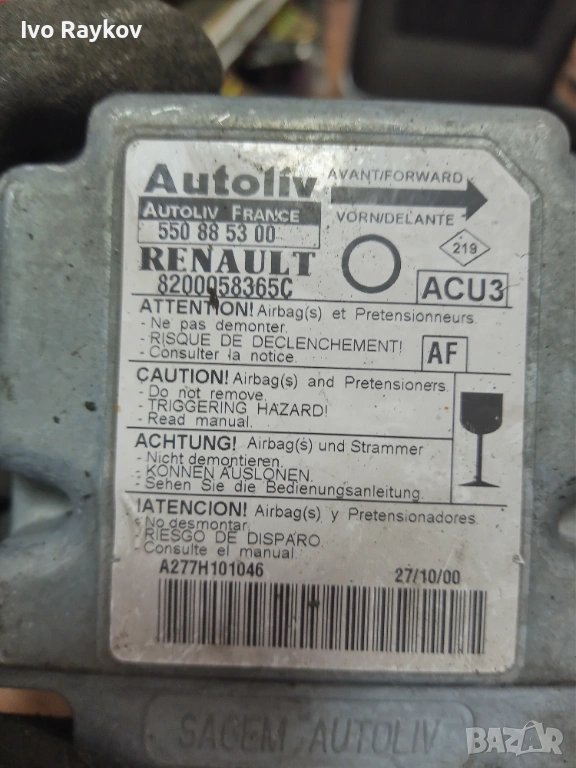 Ivo Raykov
Autoliv
AVANT/FORWARD
AUTOLIV FRANCE
VORN/DELANTE
550 88 53 00
219
RENAULT
8200058365C
ACU3
ATTENTION! Airbag(s) et Pretensionneurs.
- Ne pas demonter.
- RISQUE DE DECLENCHEMENT!
- Consulter la notice.
AF
CAUTION! Airbag(s) and Pretensioners.
- Do not remove.
- TRIGGERING HAZARD!
- Read manual.
ACHTUNG! Airbag(s) und Strammer
- Nicht demontieren.
- KONNEN AUSLONEN.
- Sehen Sie die Bedienungsanleitung
!ATENCION! Airbag(s) y Pretensionadores.
- No desmontar.
- RIESGO DE DISPARO.
- Consulte el manual.
A277H101046
27/10/00
SAGEM AUTOLIV
BAZAR